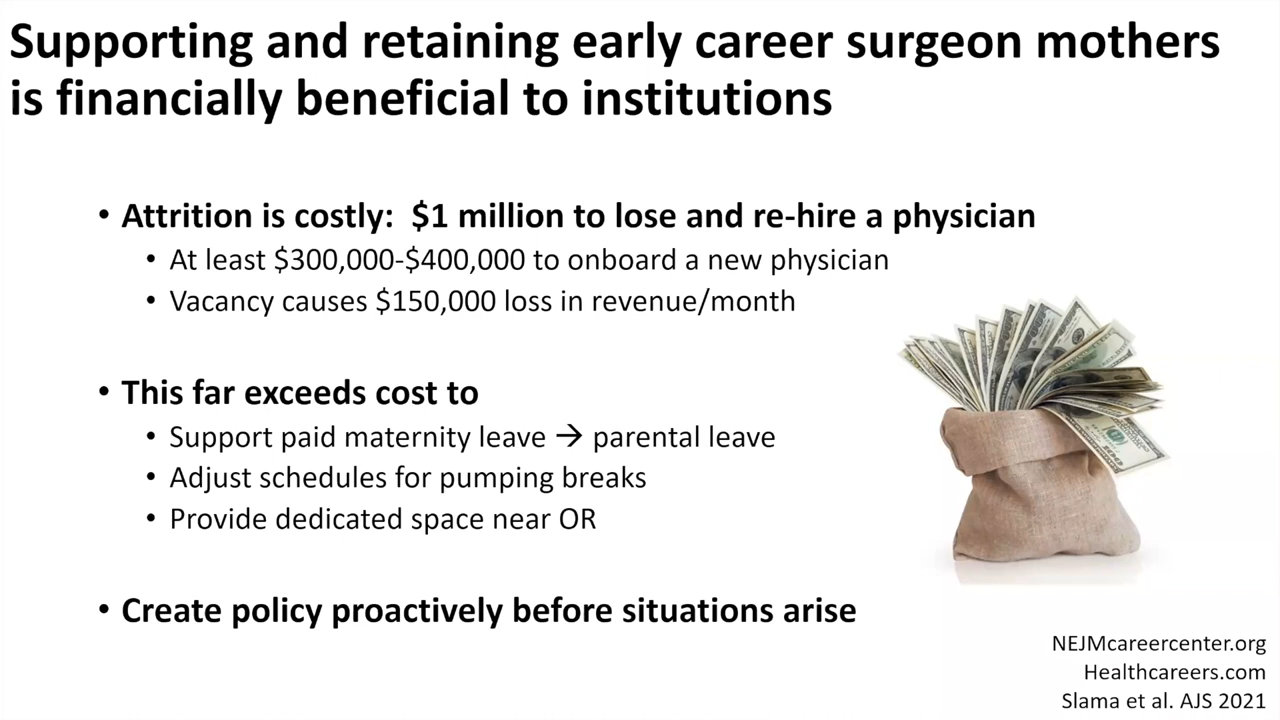 Supporting and retaining early career surgeon mothers
is financially beneficial to institutions
• Attrition is costly: $1 million to lose and re-hire a physician
• At least $300,000-$400,000 to onboard a new physician
• Vacancy causes $150,000 loss in revenue/month
• This far exceeds cost to
• Support paid maternity leave → parental leave
• Adjust schedules for pumping breaks
• Provide dedicated space near OR
• Create policy proactively before situations arise
NEJMcareercenter.org
Healthcareers.com
Slama et al. AJS 2021